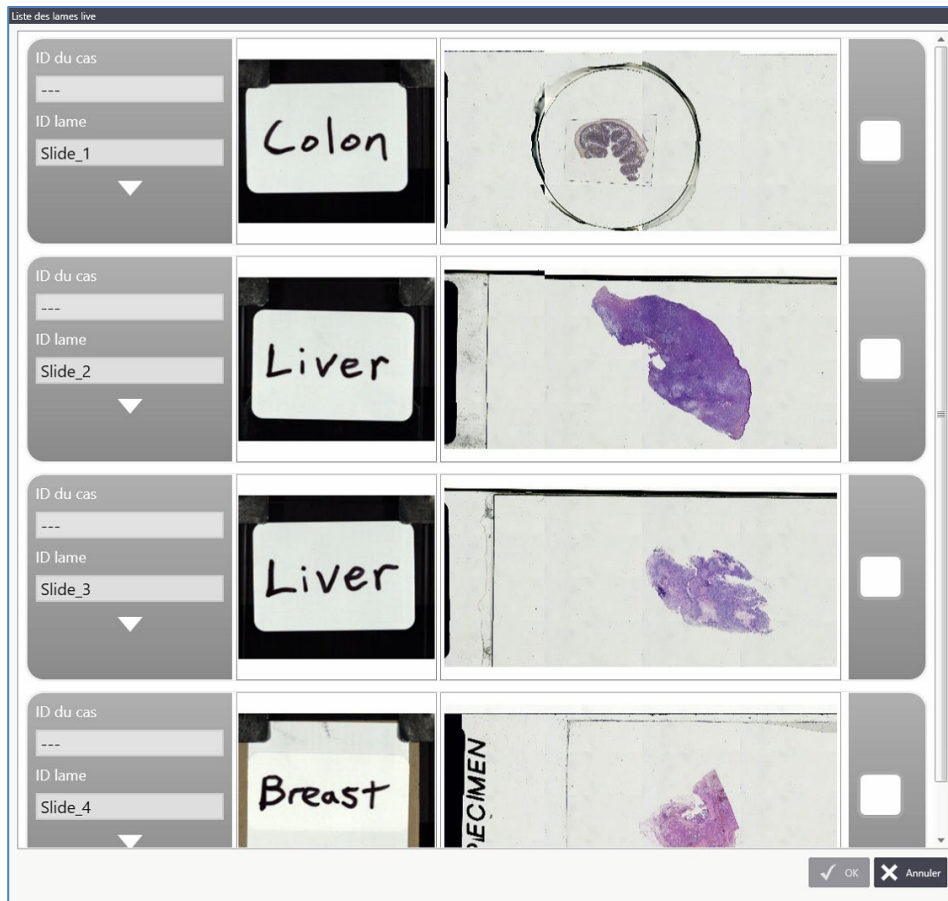 Liste des lames live
ID du cas
---
ID lame
Slide_1
Colon
ID du cas
---
ID lame
Slide_2
Liver
ID du cas
---
ID lame
Slide_3
Liver
ID du cas
---
ID lame
Slide_4
Breast
OK
Annuler